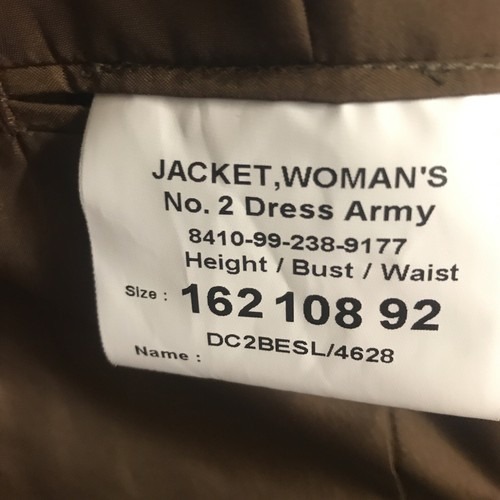 JACKET,WOMAN'S
No. 2 Dress Army
8410-99-238-9177
Height / Bust / Waist
Size : 162 108 92
DC2BESL/4628
Name :